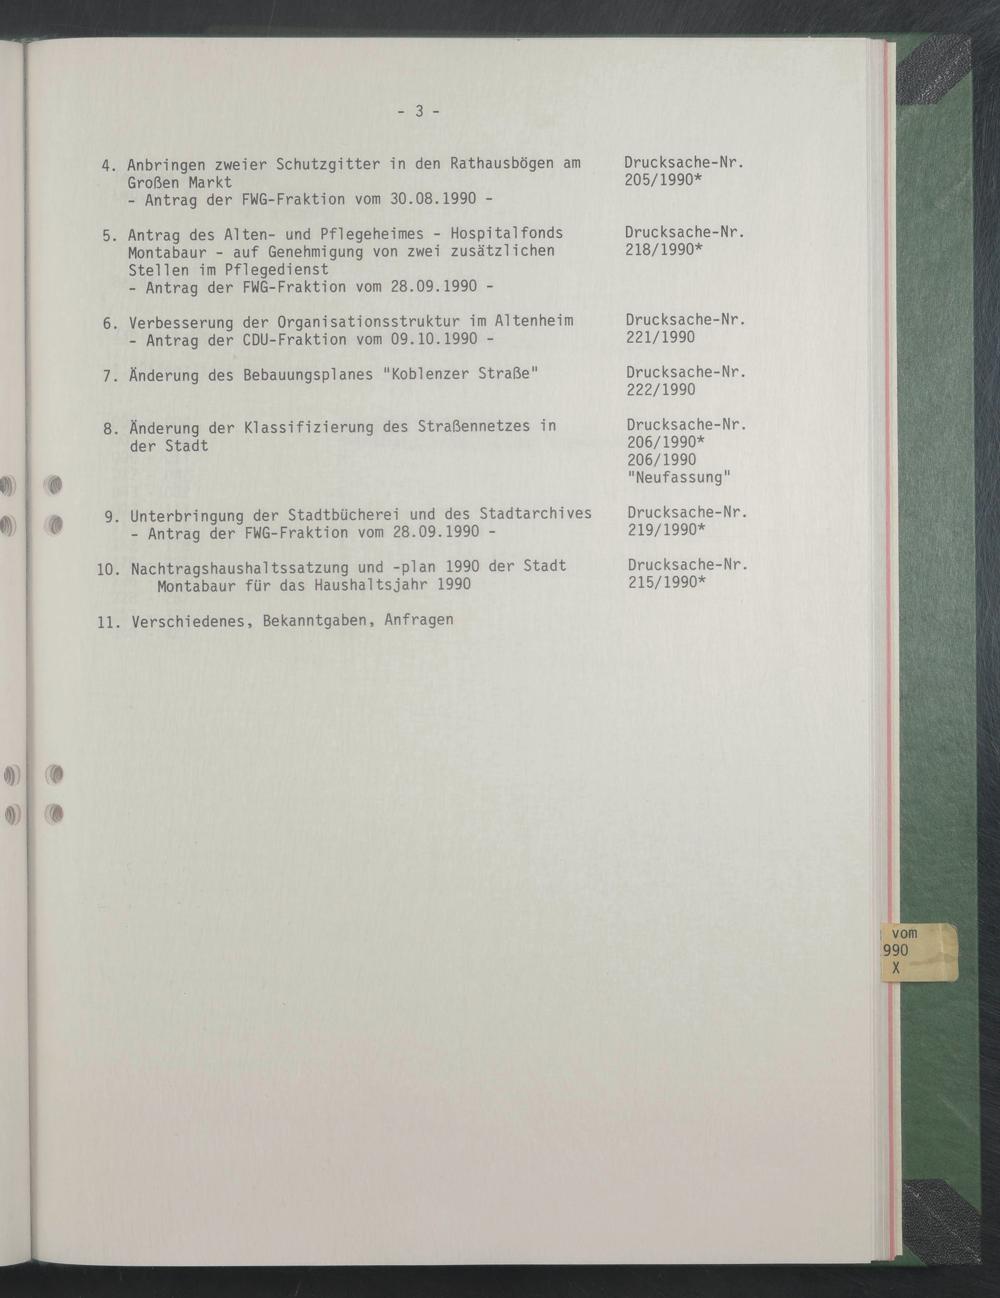 - 3 -
4. Anbringen zweier Schutzgitter in den Rathausbögen am Drucksache-Nr.
Großen Markt 205/1990*
- Antrag der FWG-Fraktion vom 30.08.1990 -
5. Antrag des Alten- und Pflegeheimes - Hospitalfonds Drucksache-Nr.
Montabaur - auf Genehmigung von zwei zusätzlichen 218/1990*
Stellen im Pflegedienst
- Antrag der FWG-Fraktion vom 28.09.1990 -
6. Verbesserung der Organisationsstruktur im Altenheim Drucksache-Nr.
- Antrag der CDU-Fraktion vom 09.10.1990 - 221/1990
7. Änderung des Bebauungsplanes "Koblenzer Straße" Drucksache-Nr.
222/1990
8. Änderung der Klassifizierung des Straßennetzes in Drucksache-Nr.
der Stadt 206/1990*
206/1990
"Neufassung"
9. Unterbringung der Stadtbücherei und des Stadtarchives Drucksache-Nr.
- Antrag der FWG-Fraktion vom 28.09.1990 - 219/1990*
10. Nachtragshaushaltssatzung und -plan 1990 der Stadt Drucksache-Nr.
Montabaur für das Haushaltsjahr 1990 215/1990*
11. Verschiedenes, Bekanntgaben, Anfragen
vom
990
X